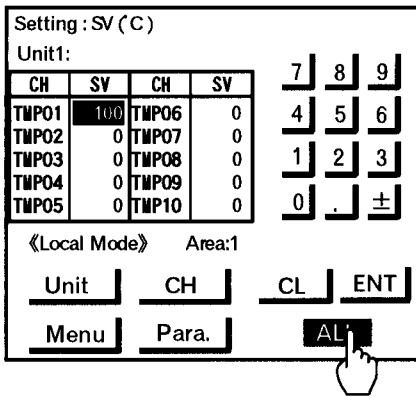 Setting : SV (°C)
Unit1:
CH SV CH SV
TMP01 100 TMP06 0
TMP02 0 TMP07 0
TMP03 0 TMP08 0
TMP04 0 TMP09 0
TMP05 0 TMP10 0
7 8 9
4 5 6
1 2 3
0 . ±
《Local Mode》 Area:1
Unit CH CL ENT
Menu Para.